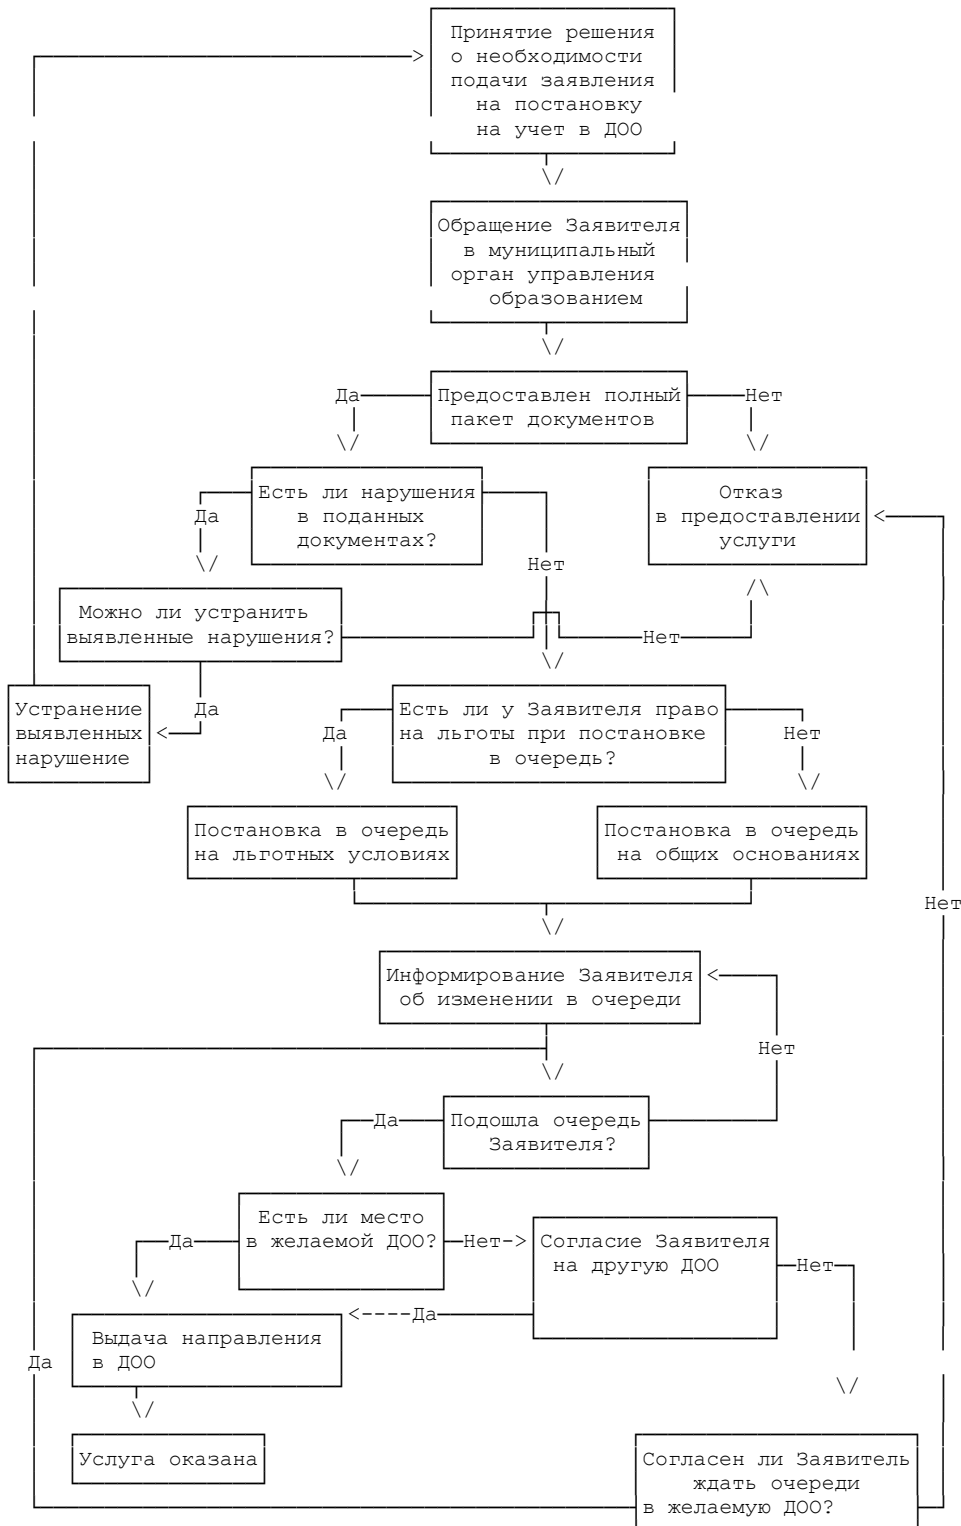 Принятие решения
о необходимости
подачи заявления
на постановку
на учет в ДОО
Обращение Заявителя
в муниципальный
орган управления
образованием
Да
Предоставлен полный
пакет документов
Нет
Есть ли нарушения
в поданных
документах?
Да
Нет
Отказ
в предоставлении
услуги
Можно ли устранить
выявленные нарушения?
Нет
Да
Устранение
выявленных
нарушение
Есть ли у Заявителя право
на льготы при постановке
в очередь?
Да
Нет
Постановка в очередь
на льготных условиях
Постановка в очередь
на общих основаниях
Нет
Информирование Заявителя
об изменении в очереди
Нет
Да
Подошла очередь
Заявителя?
Есть ли место
в желаемой ДОО?
Да
Нет->
Согласие Заявителя
на другую ДОО
Нет
<----Да
Выдача направления
в ДОО
Да
Услуга оказана
Согласен ли Заявитель
ждать очереди
в желаемую ДОО?